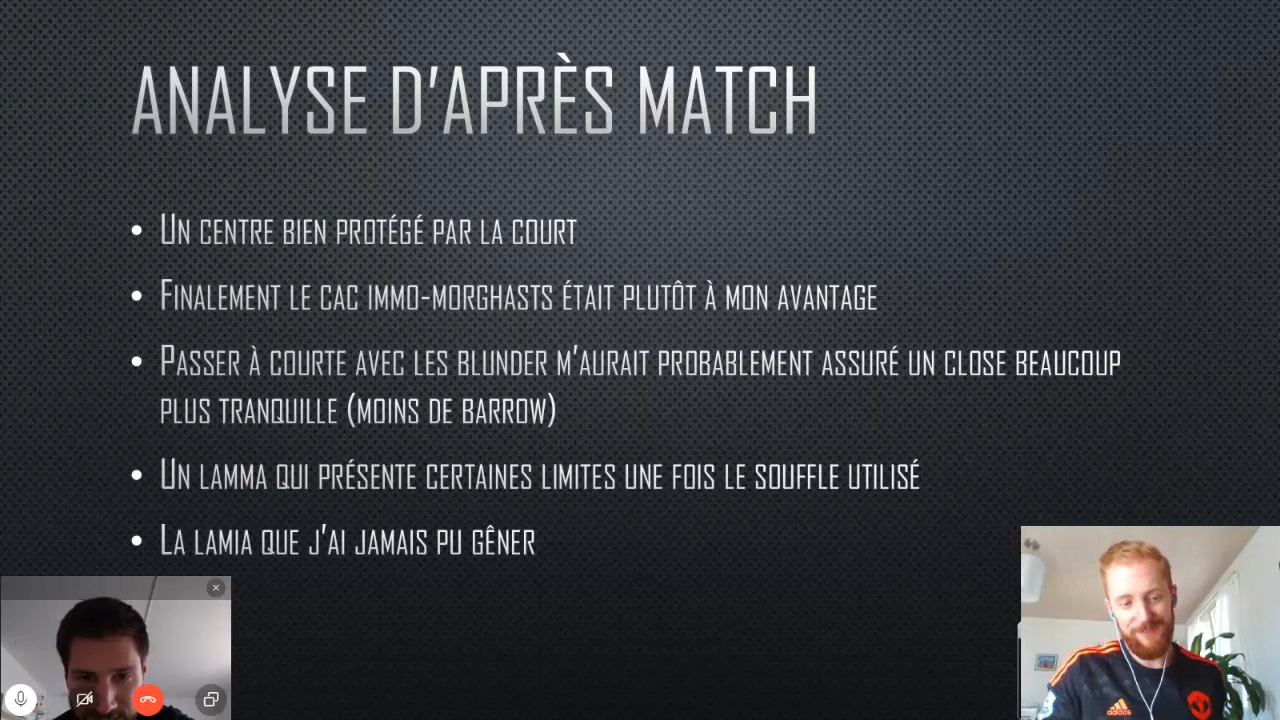 ANALYSE D'APRÈS MATCH
• UN CENTRE BIEN PROTÉGÉ PAR LA COURT
• FINALEMENT LE CAC IMMO-MORGHASTS ÉTAIT PLUTÔT À MON AVANTAGE
• PASSER À COURTE AVEC LES BLUNDER M'AURAIT PROBABLEMENT ASSURÉ UN CLOSE BEAUCOUP
PLUS TRANQUILLE (MOINS DE BARROW)
• UN LAMMA QUI PRÉSENTE CERTAINES LIMITES UNE FOIS LE SOUFFLE UTILISÉ
• LA LAMIA QUE J'AI JAMAIS PU GÊNER
adidas